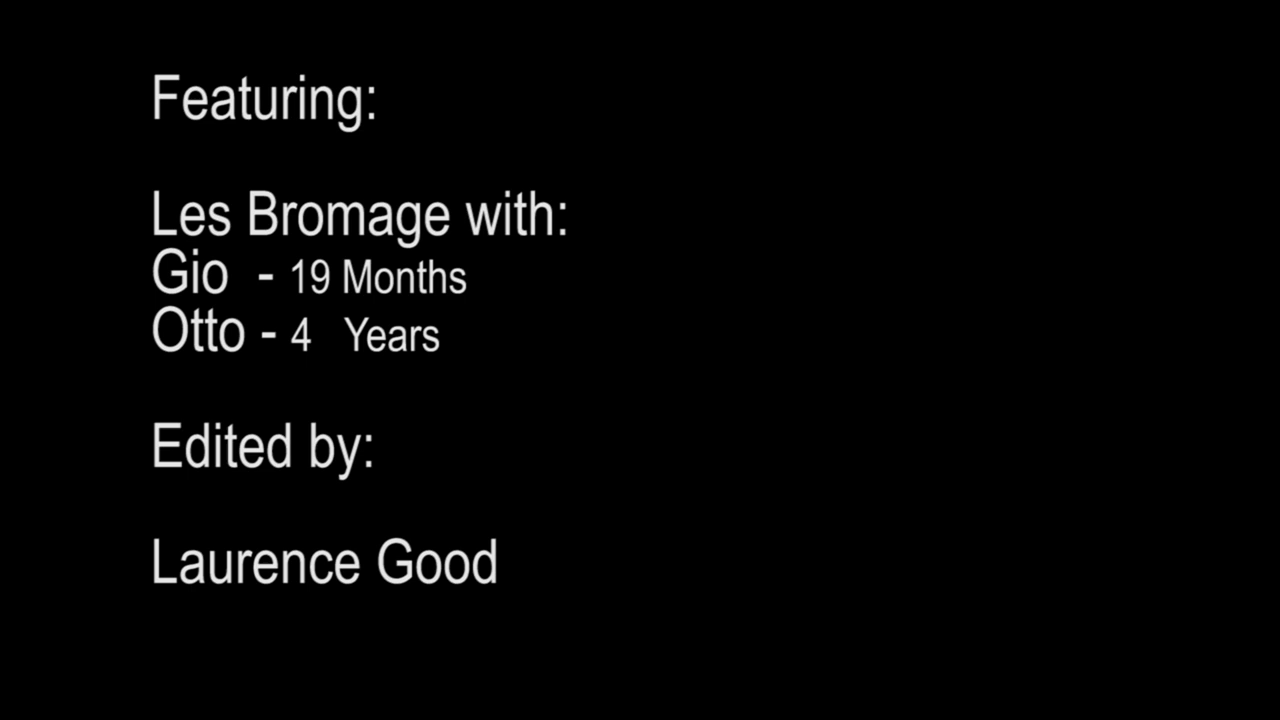 Featuring:
Les Bromage with:
Gio - 19 Months
Otto - 4 Years
Edited by:
Laurence Good